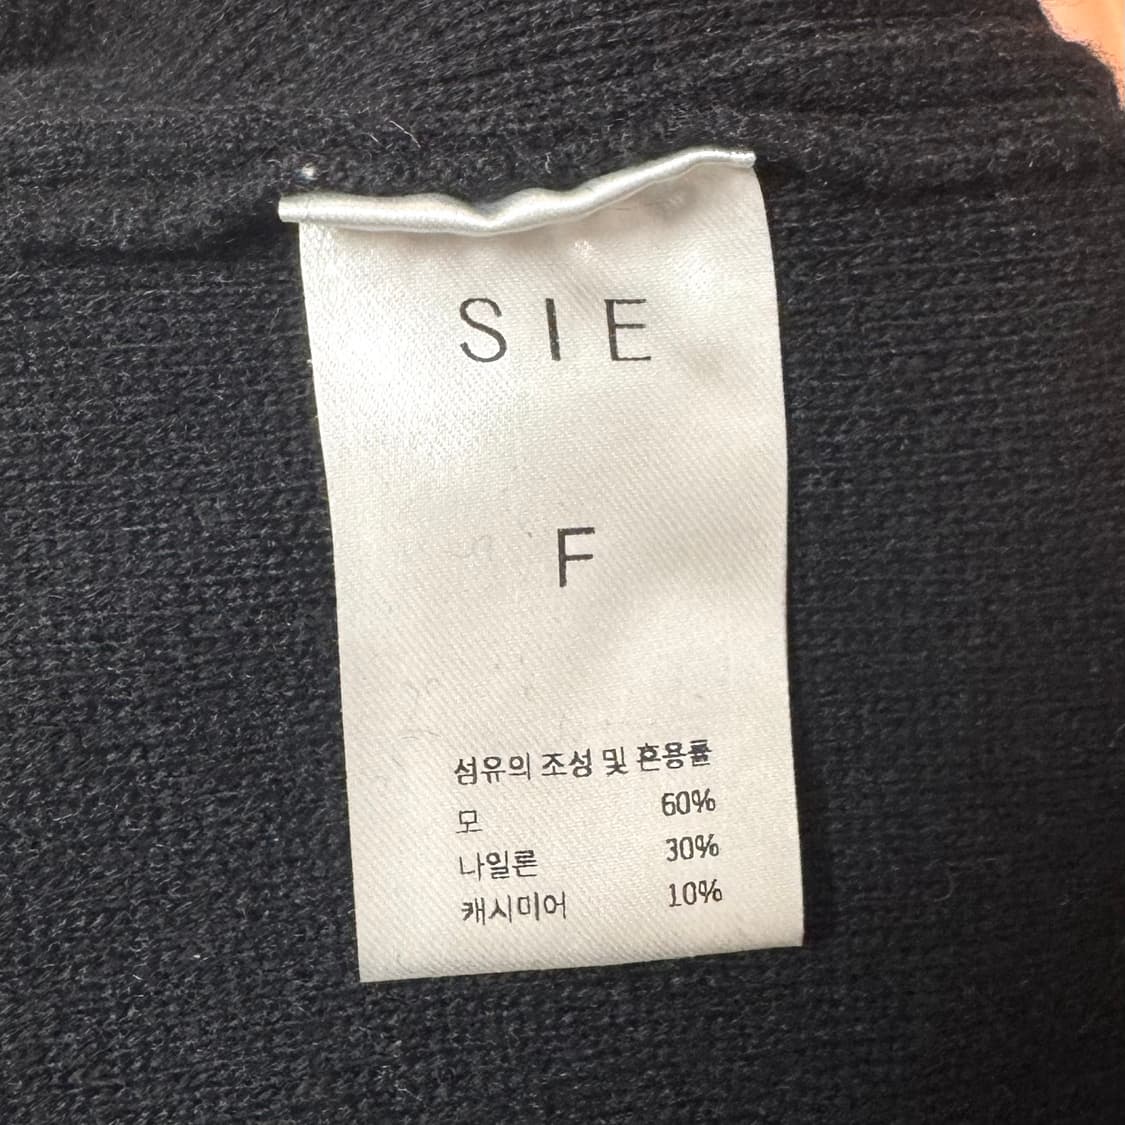 SIE
F
섬유의 조성 및 혼용률
모 60%
나일론 30%
캐시미어 10%